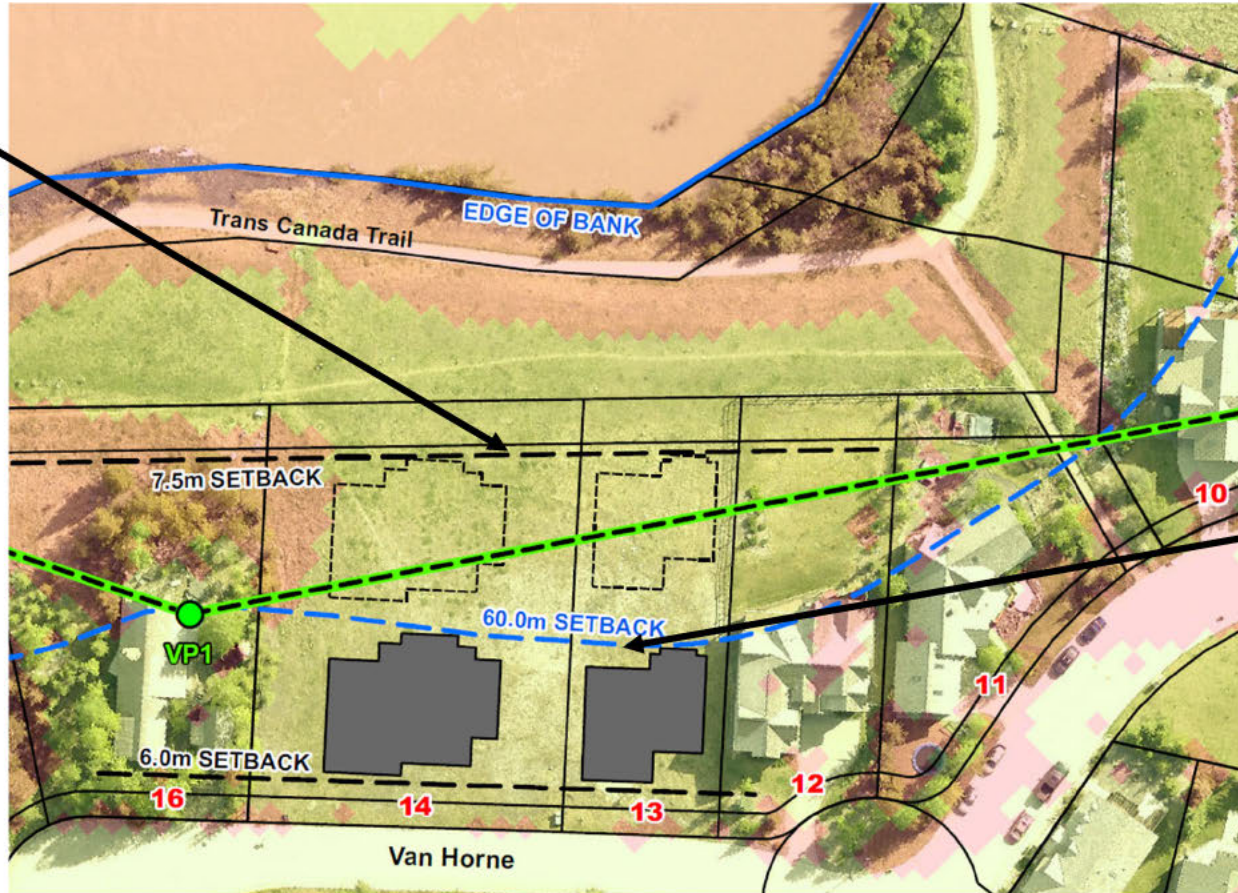 EDGE OF BANK
Trans Canada Trail
7.5m SETBACK
10
60.0m SETBACK
VP1
11
6.0m SETBACK
12
16
14
13
Van Horne